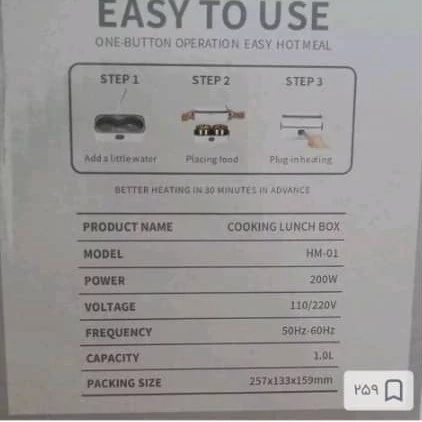 EASY TO USE
ONE-BUTTON OPERATION EASY HOT MEAL
STEP 1 STEP 2 STEP 3
Add a little water Placing food Plug-in heating
BETTER HEATING IN 30 MINUTES IN ADVANCE
PRODUCT NAME COOKING LUNCH BOX
MODEL HM-01
POWER 200W
VOLTAGE 110/220V
FREQUENCY 50Hz-60Hz
CAPACITY 1.0L
PACKING SIZE 257x133x159mm
۲۵۹